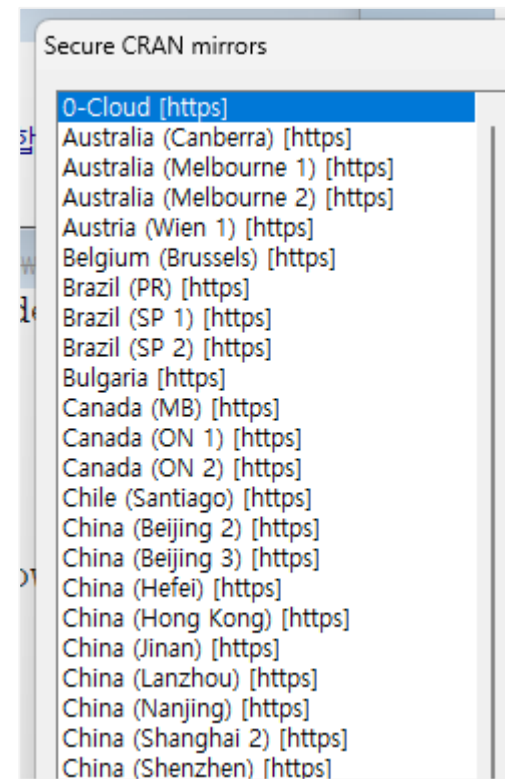 Secure CRAN mirrors
0-Cloud [https]
Australia (Canberra) [https]
Australia (Melbourne 1) [https]
Australia (Melbourne 2) [https]
Austria (Wien 1) [https]
Belgium (Brussels) [https]
Brazil (PR) [https]
Brazil (SP 1) [https]
Brazil (SP 2) [https]
Bulgaria [https]
Canada (MB) [https]
Canada (ON 1) [https]
Canada (ON 2) [https]
Chile (Santiago) [https]
China (Beijing 2) [https]
China (Beijing 3) [https]
China (Hefei) [https]
China (Hong Kong) [https]
China (Jinan) [https]
China (Lanzhou) [https]
China (Nanjing) [https]
China (Shanghai 2) [https]
China (Shenzhen) [https]